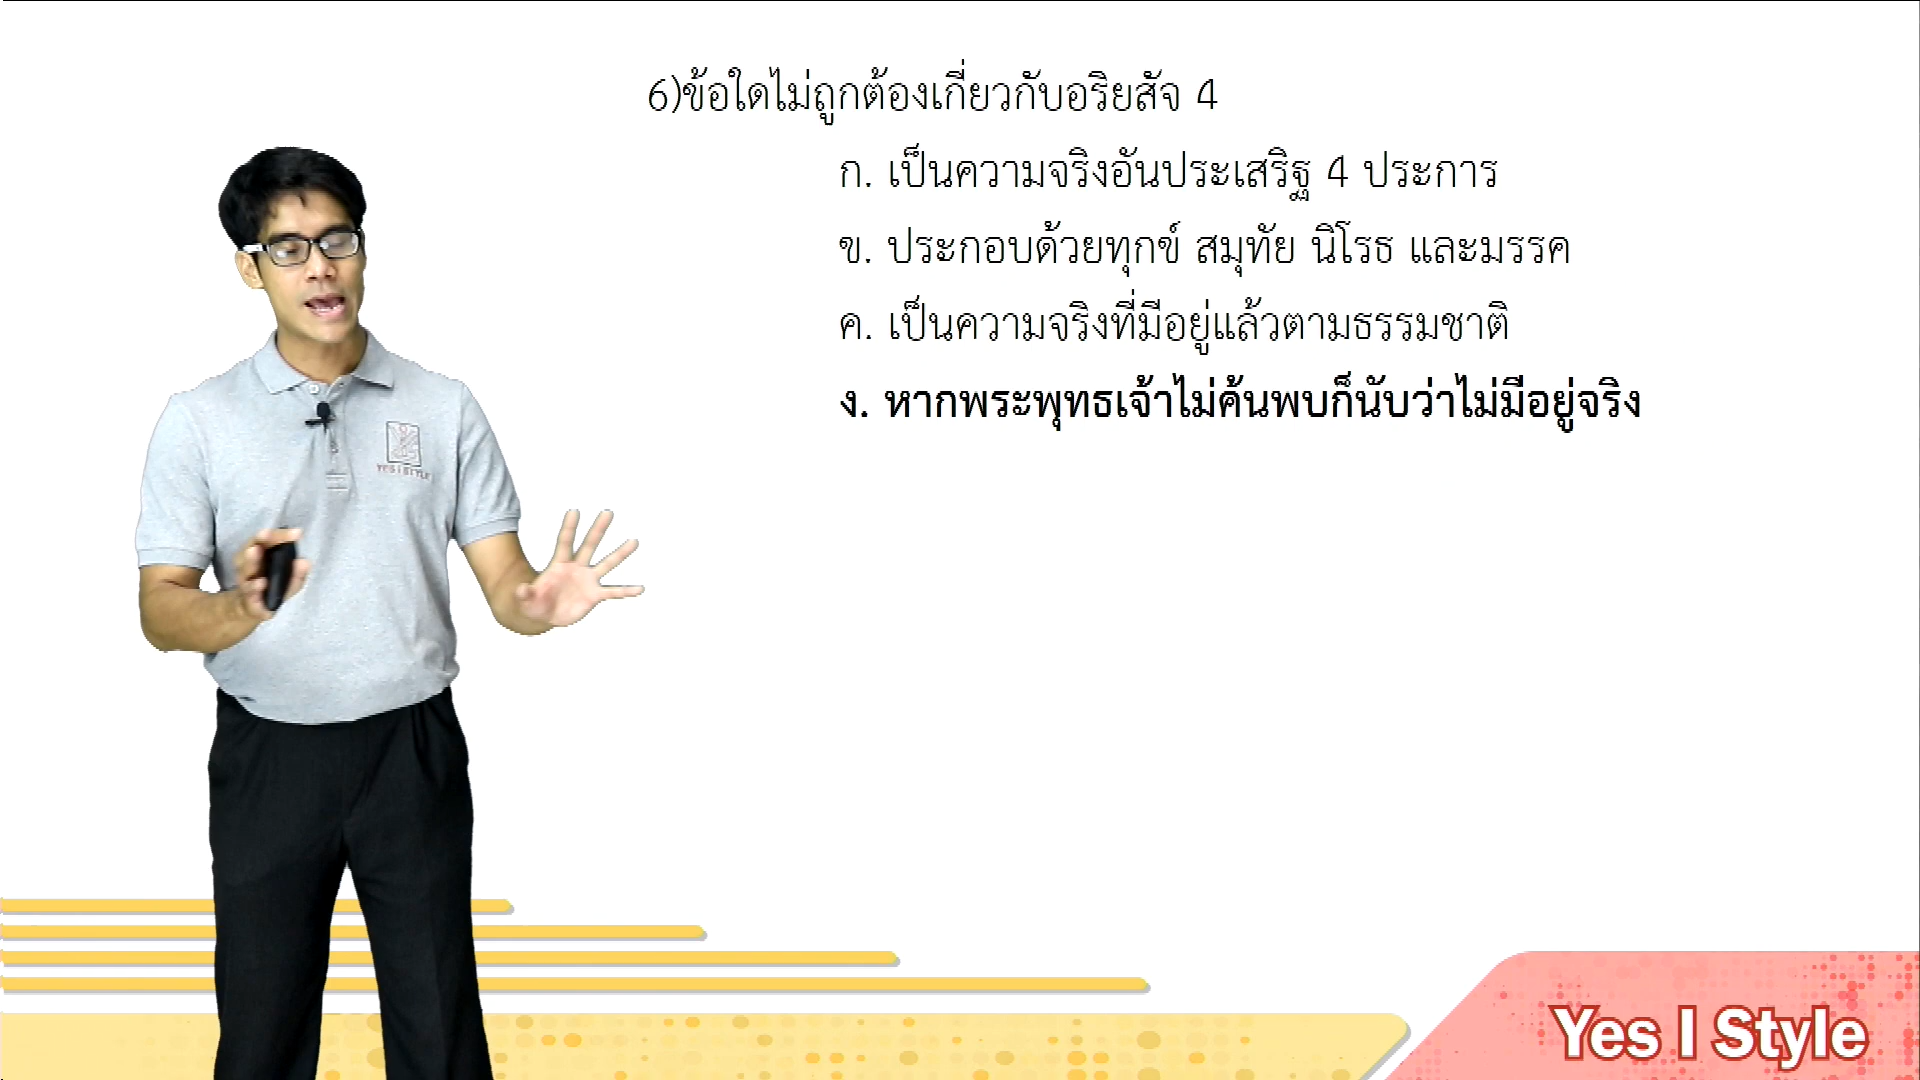 6)ข้อใดไม่ถูกต้องเกี่ยวกับอริยสัจ 4
ก. เป็นความจริงอันประเสริฐ 4 ประการ
ข. ประกอบด้วยทุกข์ สมุทัย นิโรธ และมรรค
ค. เป็นความจริงที่มีอยู่แล้วตามธรรมชาติ
ง. หากพระพุทธเจ้าไม่ค้นพบก็นับว่าไม่มีอยู่จริง
YES I STYLE
Yes I Style